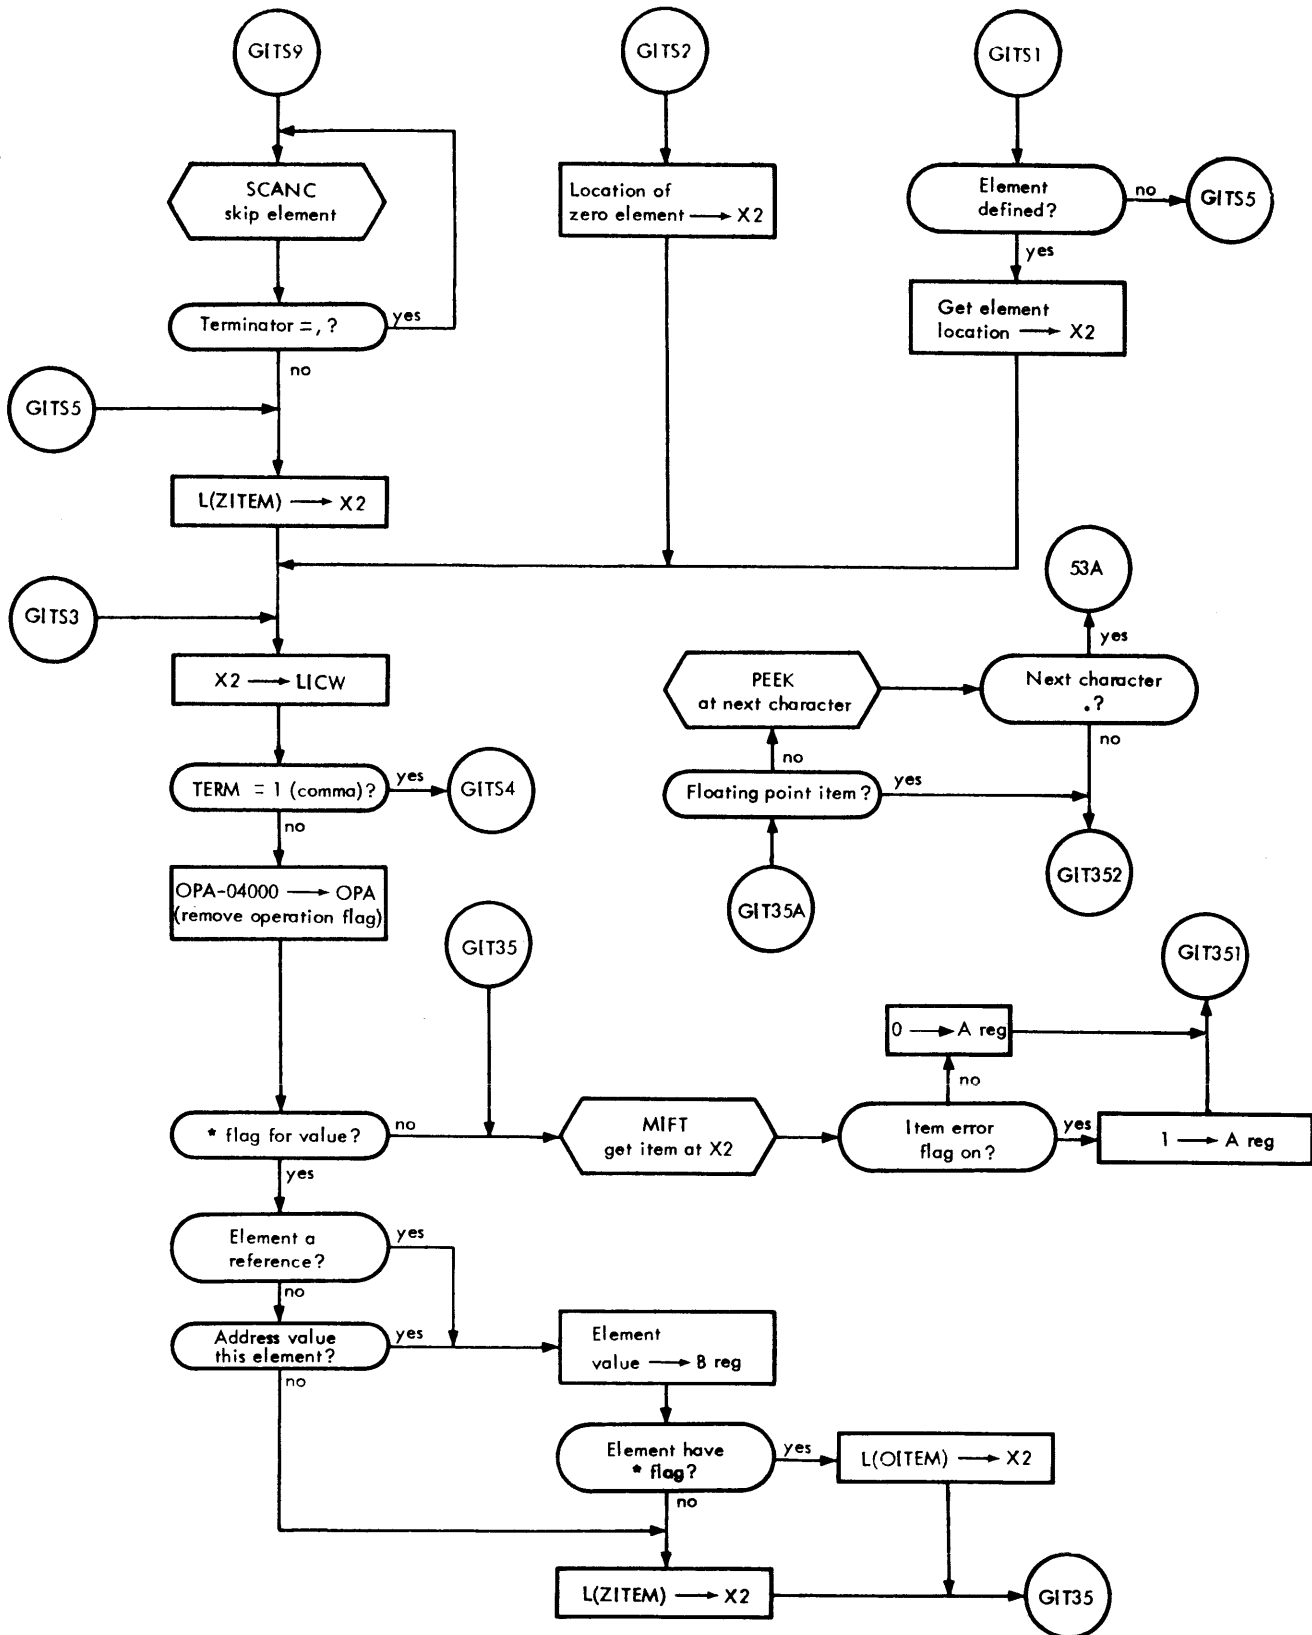 GITS9
GITS2
GITS1
SCANC
skip element
Location of
zero element → X2
Element
defined?
no
GITS5
yes
Terminator =, ?
yes
Get element
location → X2
no
GITS5
L(ZITEM) → X2
53A
GITS3
yes
X2 → LICW
PEEK
at next character
Next character
.?
no
no
TERM = 1 (comma)?
yes
GITS4
Floating point item?
yes
no
OPA-04000 → OPA
(remove operation flag)
GIT35A
GIT352
GIT35
GIT351
0 → A reg
no
* flag for value?
no
MIFT
get item at X2
Item error
flag on?
yes
1 → A reg
yes
Element a
reference?
yes
no
Address value
this element?
yes
Element
value → B reg
no
Element have
* flag?
yes
L(OITEM) → X2
no
L(ZITEM) → X2
GIT35